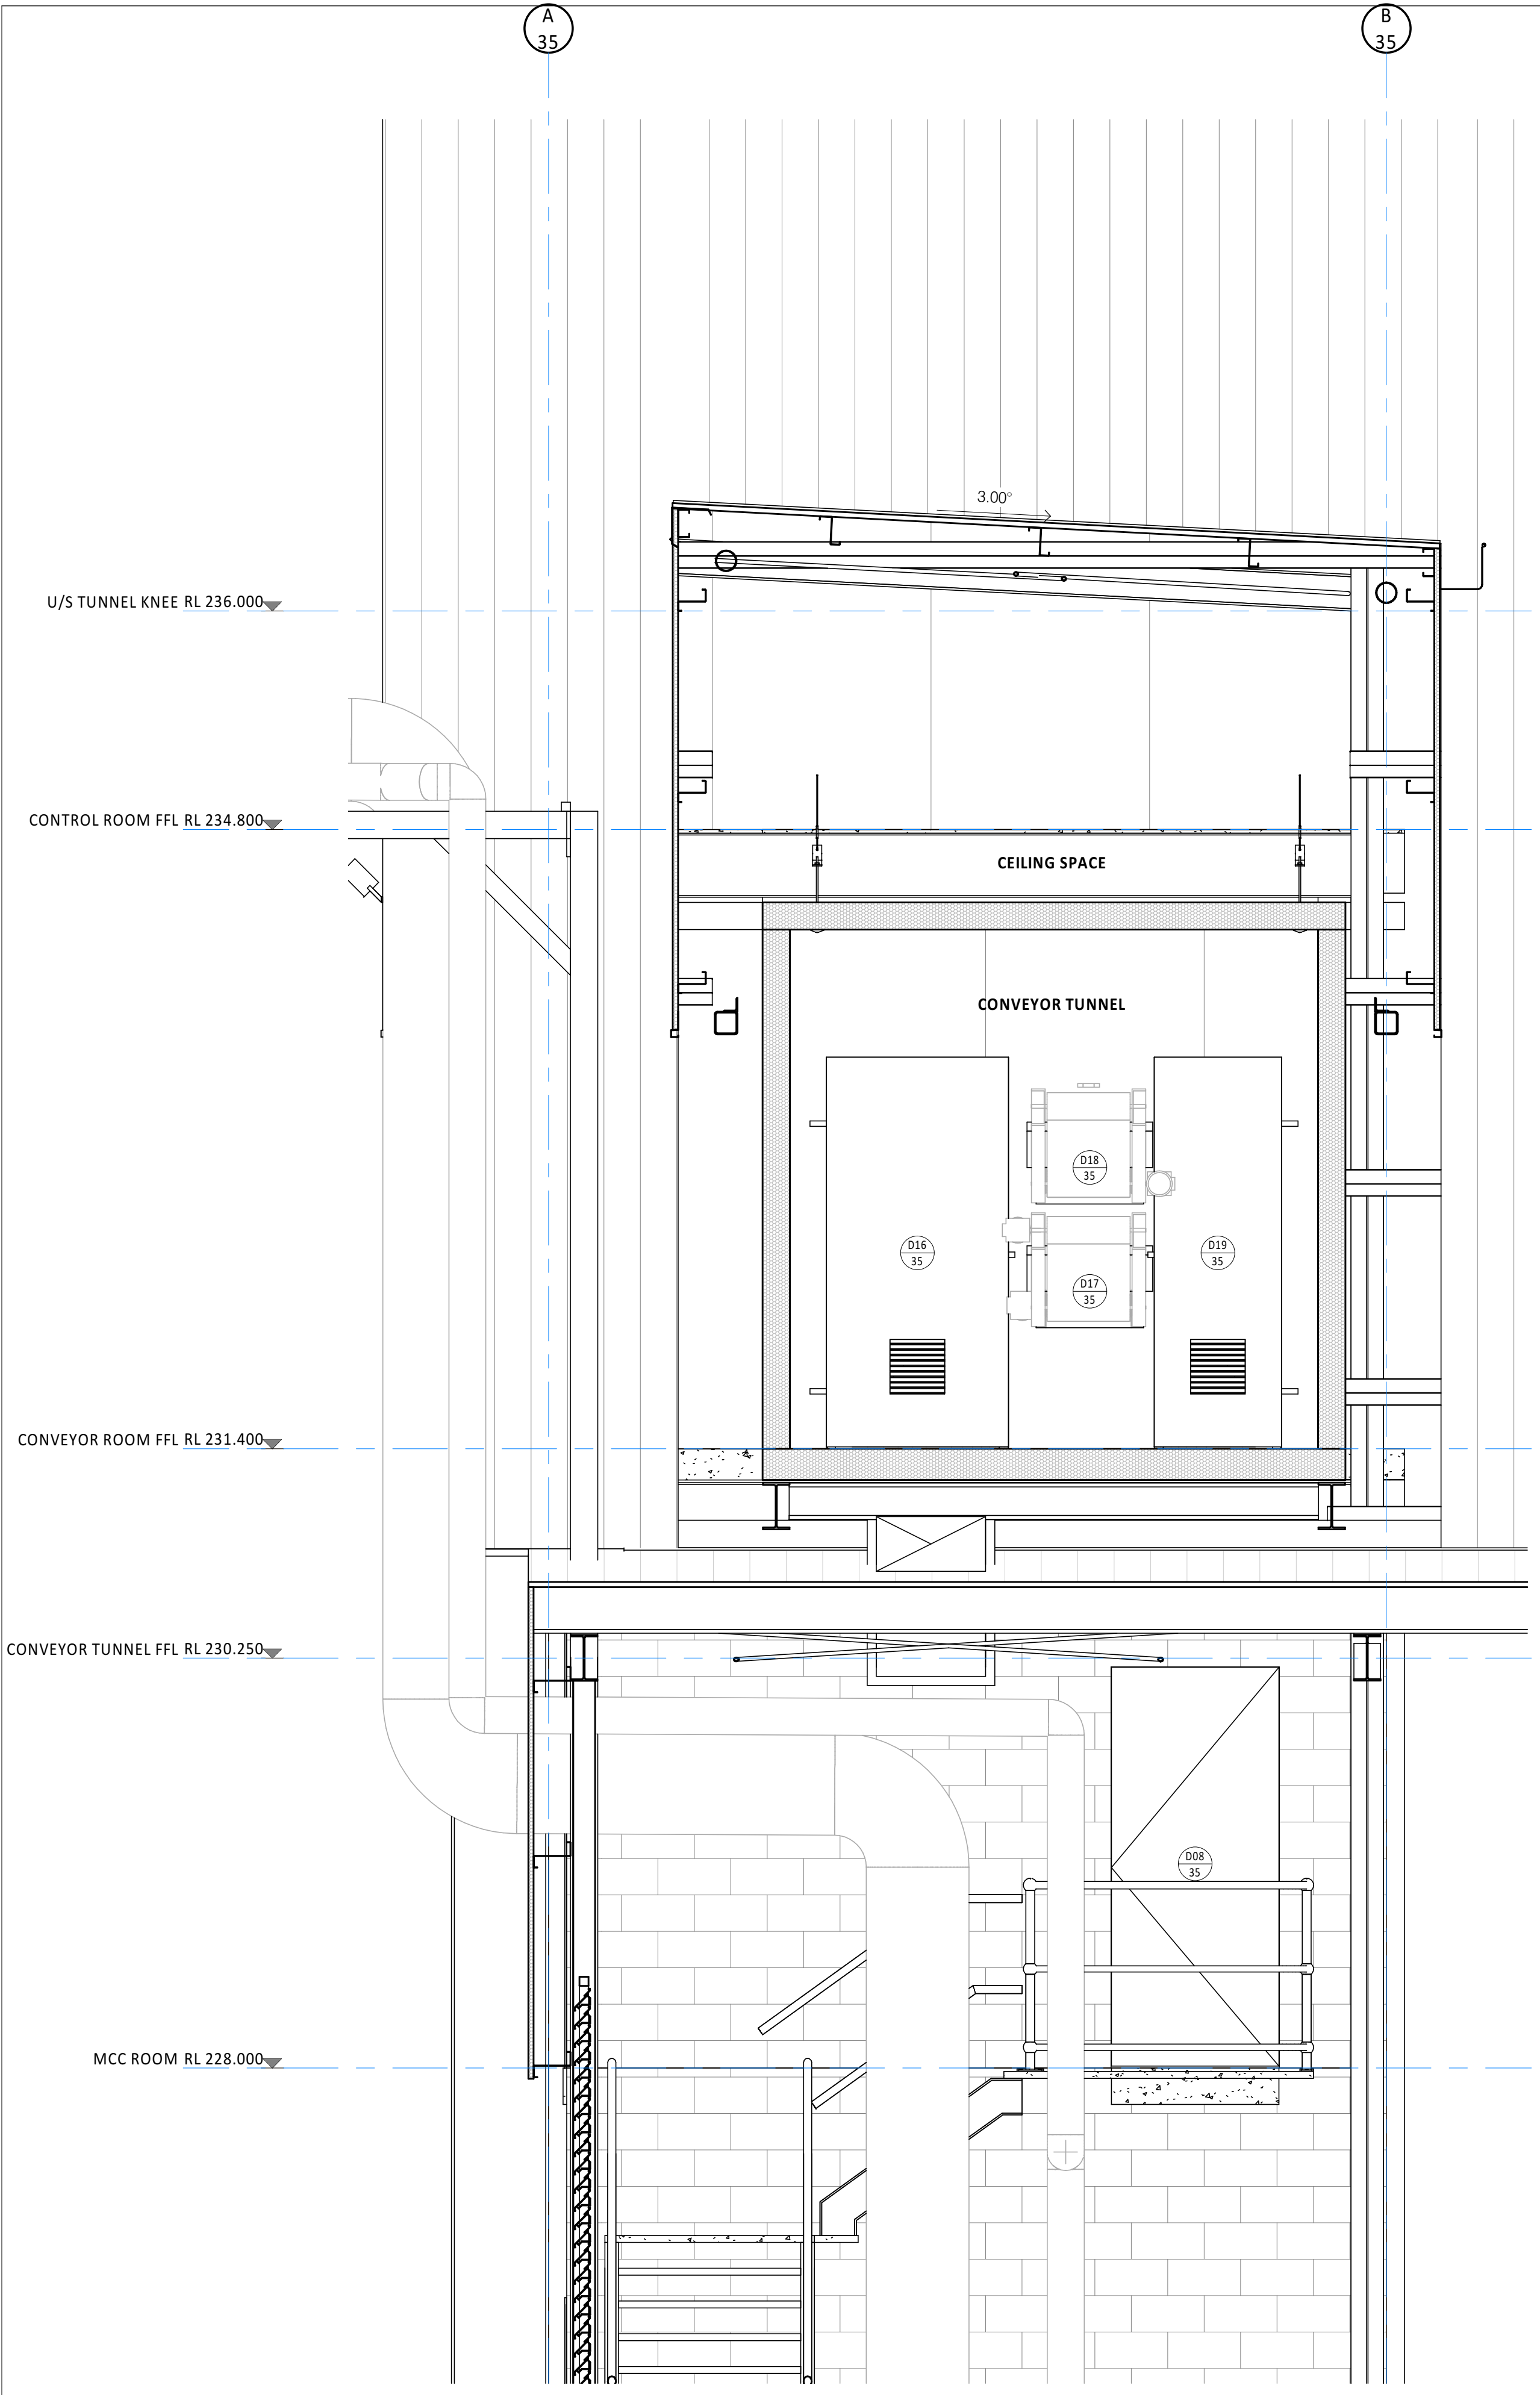 A
35
B
35
3.00°
U/S TUNNEL KNEE RL 236.000
CONTROL ROOM FFL RL 234.800
CEILING SPACE
CONVEYOR TUNNEL
D18
35
D16
35
D19
35
D17
35
CONVEYOR ROOM FFL RL 231.400
CONVEYOR TUNNEL FFL RL 230.250
D08
35
MCC ROOM RL 228.000